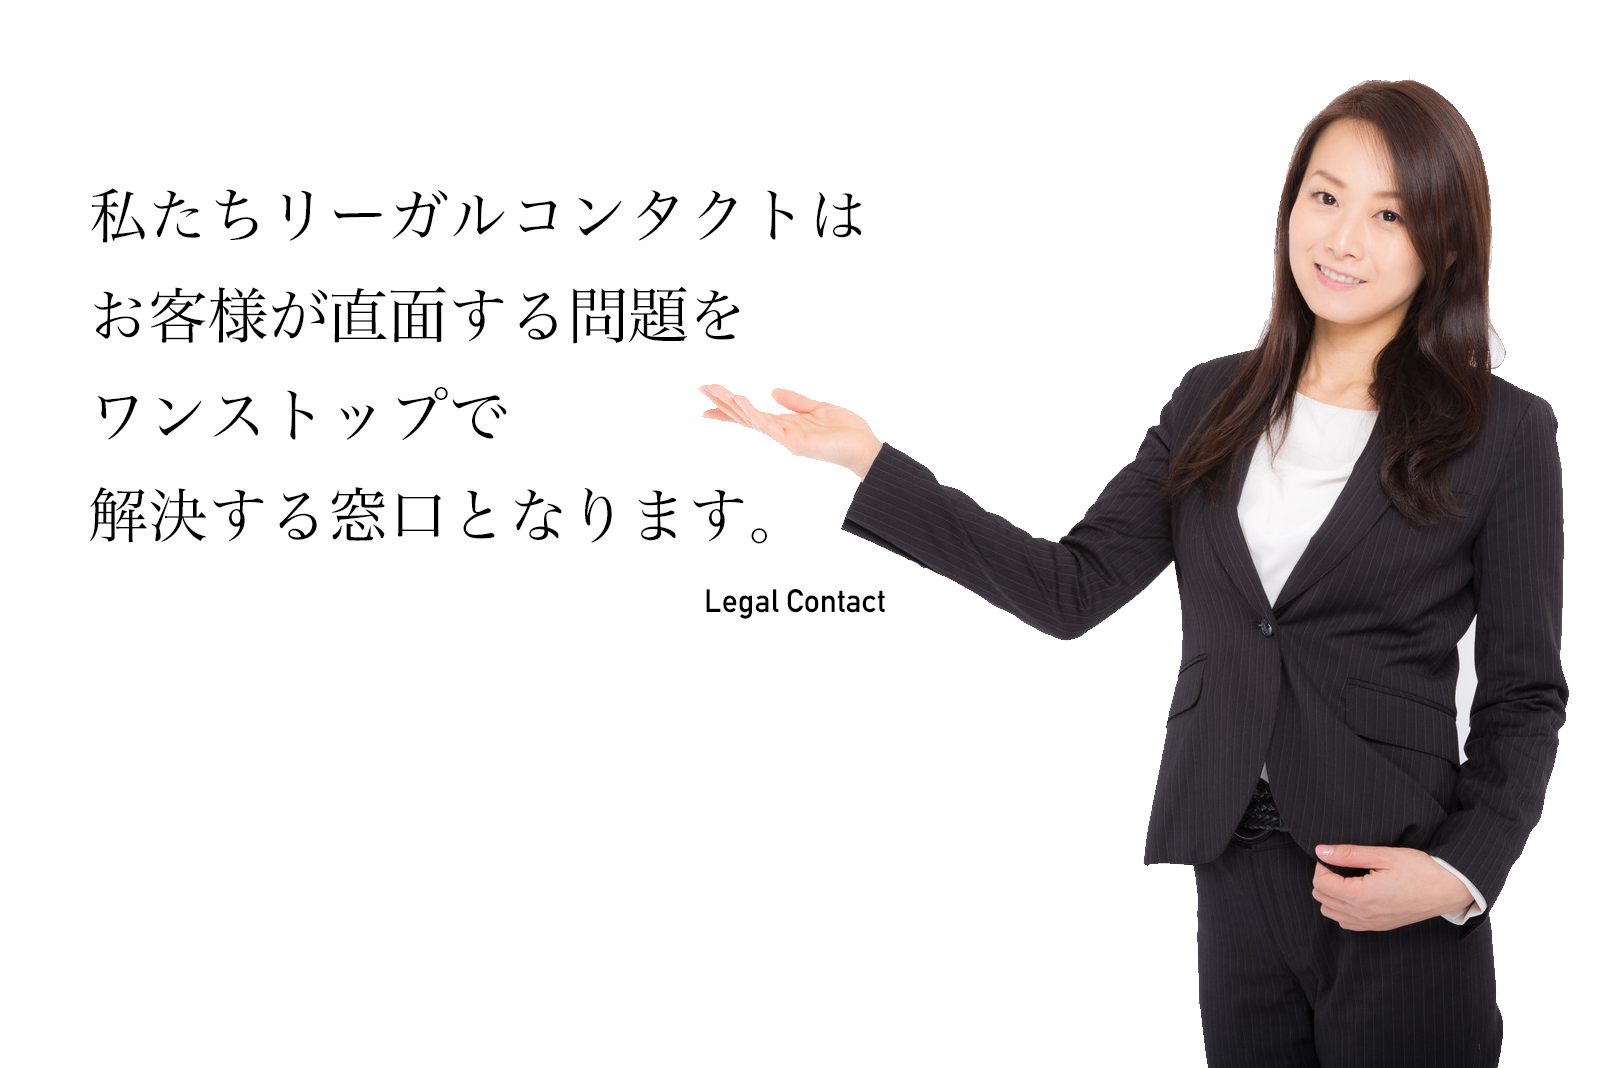 私たちリーガルコンタクトは
お客様が直面する問題を
ワンストップで
解決する窓口となります。
Legal Contact